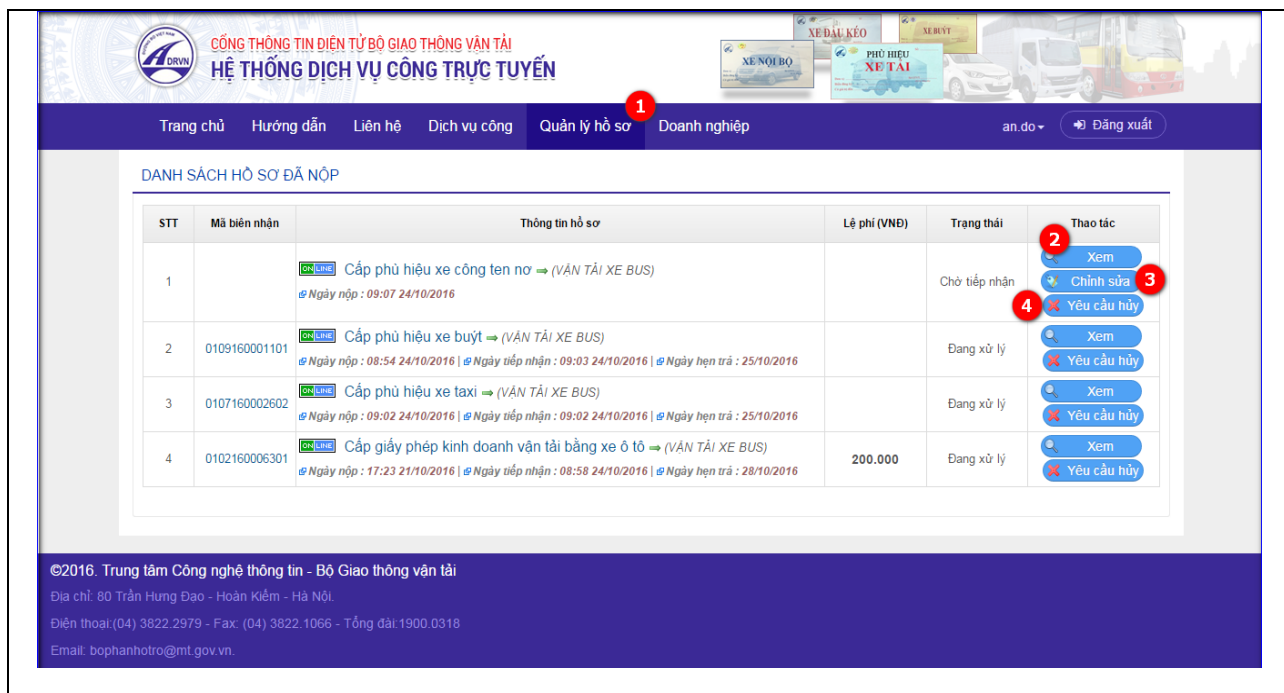 CỔNG THÔNG TIN ĐIỆN TỬ BỘ GIAO THÔNG VẬN TẢI
HỆ THỐNG DỊCH VỤ CÔNG TRỰC TUYẾN
DRVN
XE ĐẦU KÉO
XE BUÝT
XE NỘI BỘ
PHÙ HIỆU
XE TẢI
1
Trang chủ Hướng dẫn Liên hệ Dịch vụ công Quản lý hồ sơ Doanh nghiệp an.do Đăng xuất
DANH SÁCH HỒ SƠ ĐÃ NỘP
STT Mã biên nhận Thông tin hồ sơ Lệ phí (VNĐ) Trạng thái Thao tác
2
1 ONLINE Cấp phù hiệu xe công ten nơ (VẬN TẢI XE BUS) Chờ tiếp nhận Xem
Chỉnh sửa 3
Ngày nộp : 09:07 24/10/2016
4 Yêu cầu hủy
2 0109160001101 ONLINE Cấp phù hiệu xe buýt (VẬN TẢI XE BUS) Đang xử lý Xem
Ngày nộp : 08:54 24/10/2016 | Ngày tiếp nhận : 09:03 24/10/2016 | Ngày hẹn trả : 25/10/2016 Yêu cầu hủy
3 0107160002602 ONLINE Cấp phù hiệu xe taxi (VẬN TẢI XE BUS) Đang xử lý Xem
Ngày nộp : 09:02 24/10/2016 | Ngày tiếp nhận : 09:02 24/10/2016 | Ngày hẹn trả : 25/10/2016 Yêu cầu hủy
4 0102160006301 ONLINE Cấp giấy phép kinh doanh vận tải bằng xe ô tô (VẬN TẢI XE BUS) 200.000 Đang xử lý Xem
Ngày nộp : 17:23 21/10/2016 | Ngày tiếp nhận : 08:58 24/10/2016 | Ngày hẹn trả : 28/10/2016 Yêu cầu hủy
©2016. Trung tâm Công nghệ thông tin - Bộ Giao thông vận tải
Địa chỉ: 80 Trần Hưng Đạo - Hoàn Kiếm - Hà Nội.
Điện thoại:(04) 3822.2979 - Fax: (04) 3822.1066 - Tổng đài:1900.0318
Email: bophanhotro@mt.gov.vn.